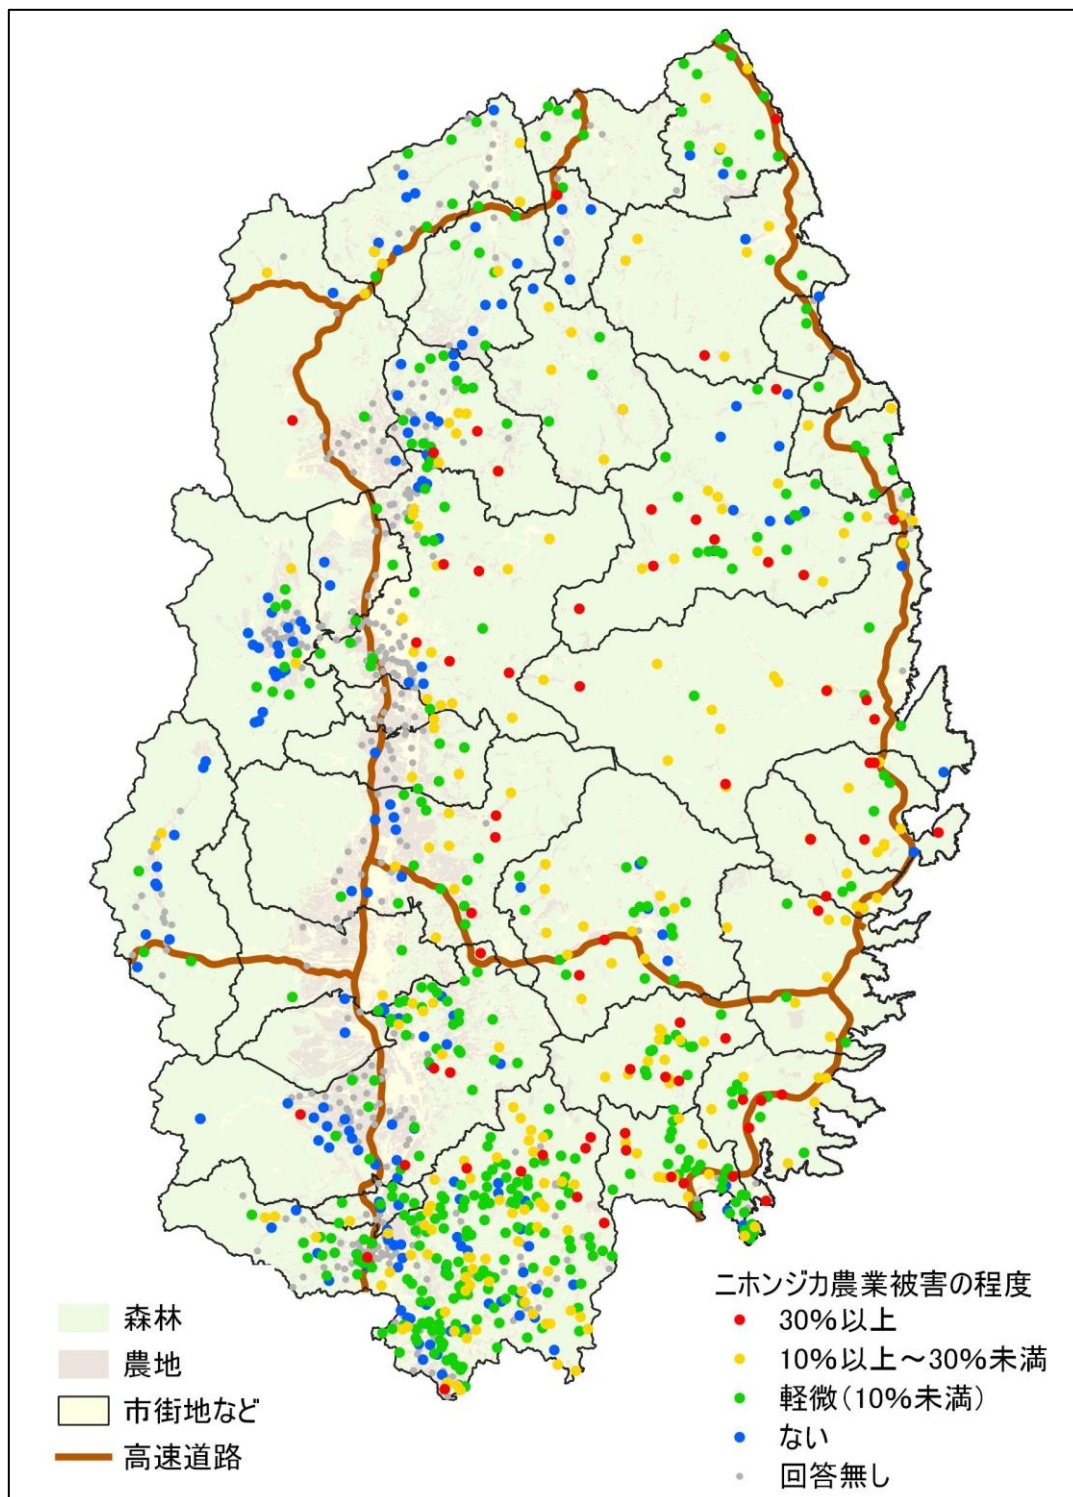 森林
農地
市街地など
高速道路
ニホンジカ農業被害の程度
30%以上
10%以上～30%未満
軽微(10%未満)
ない
回答無し